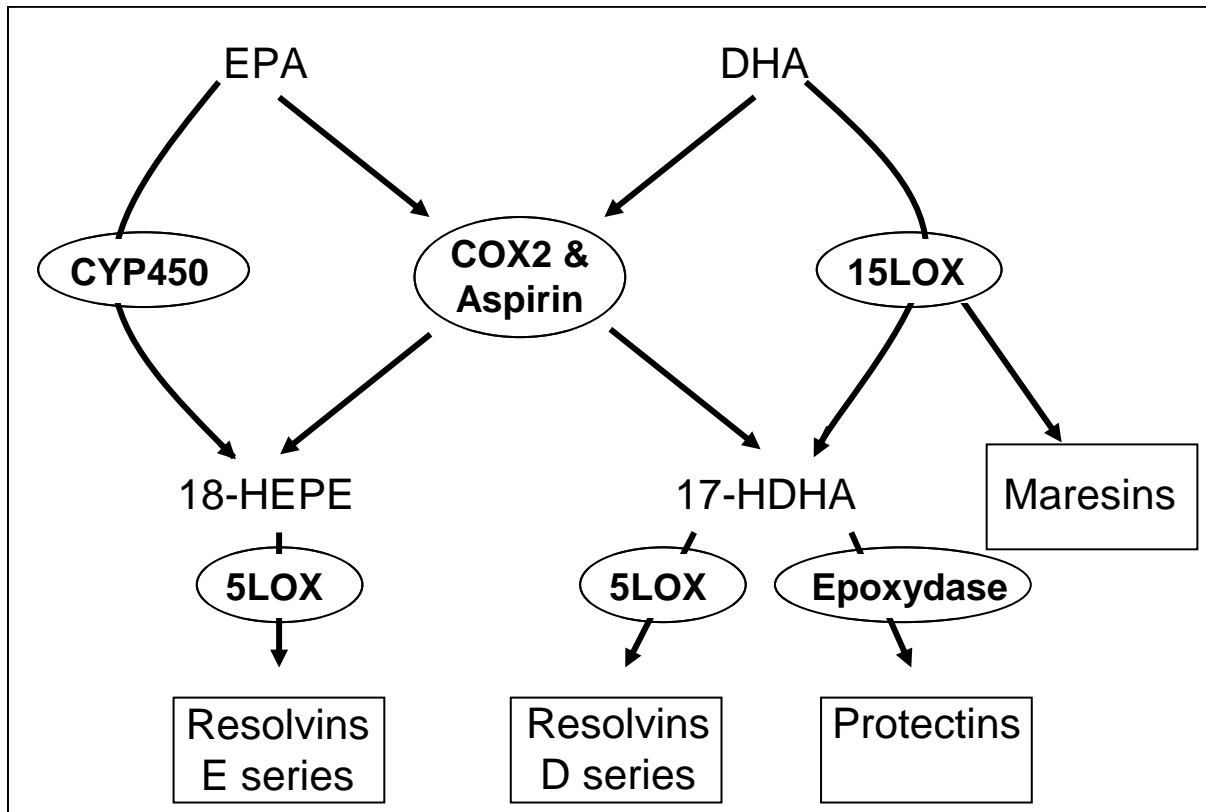 EPA
DHA
CYP450
COX2 &
Aspirin
15LOX
18-HEPE
17-HDHA
Maresins
5LOX
5LOX
Epoxydase
Resolvins
E series
Resolvins
D series
Protectins